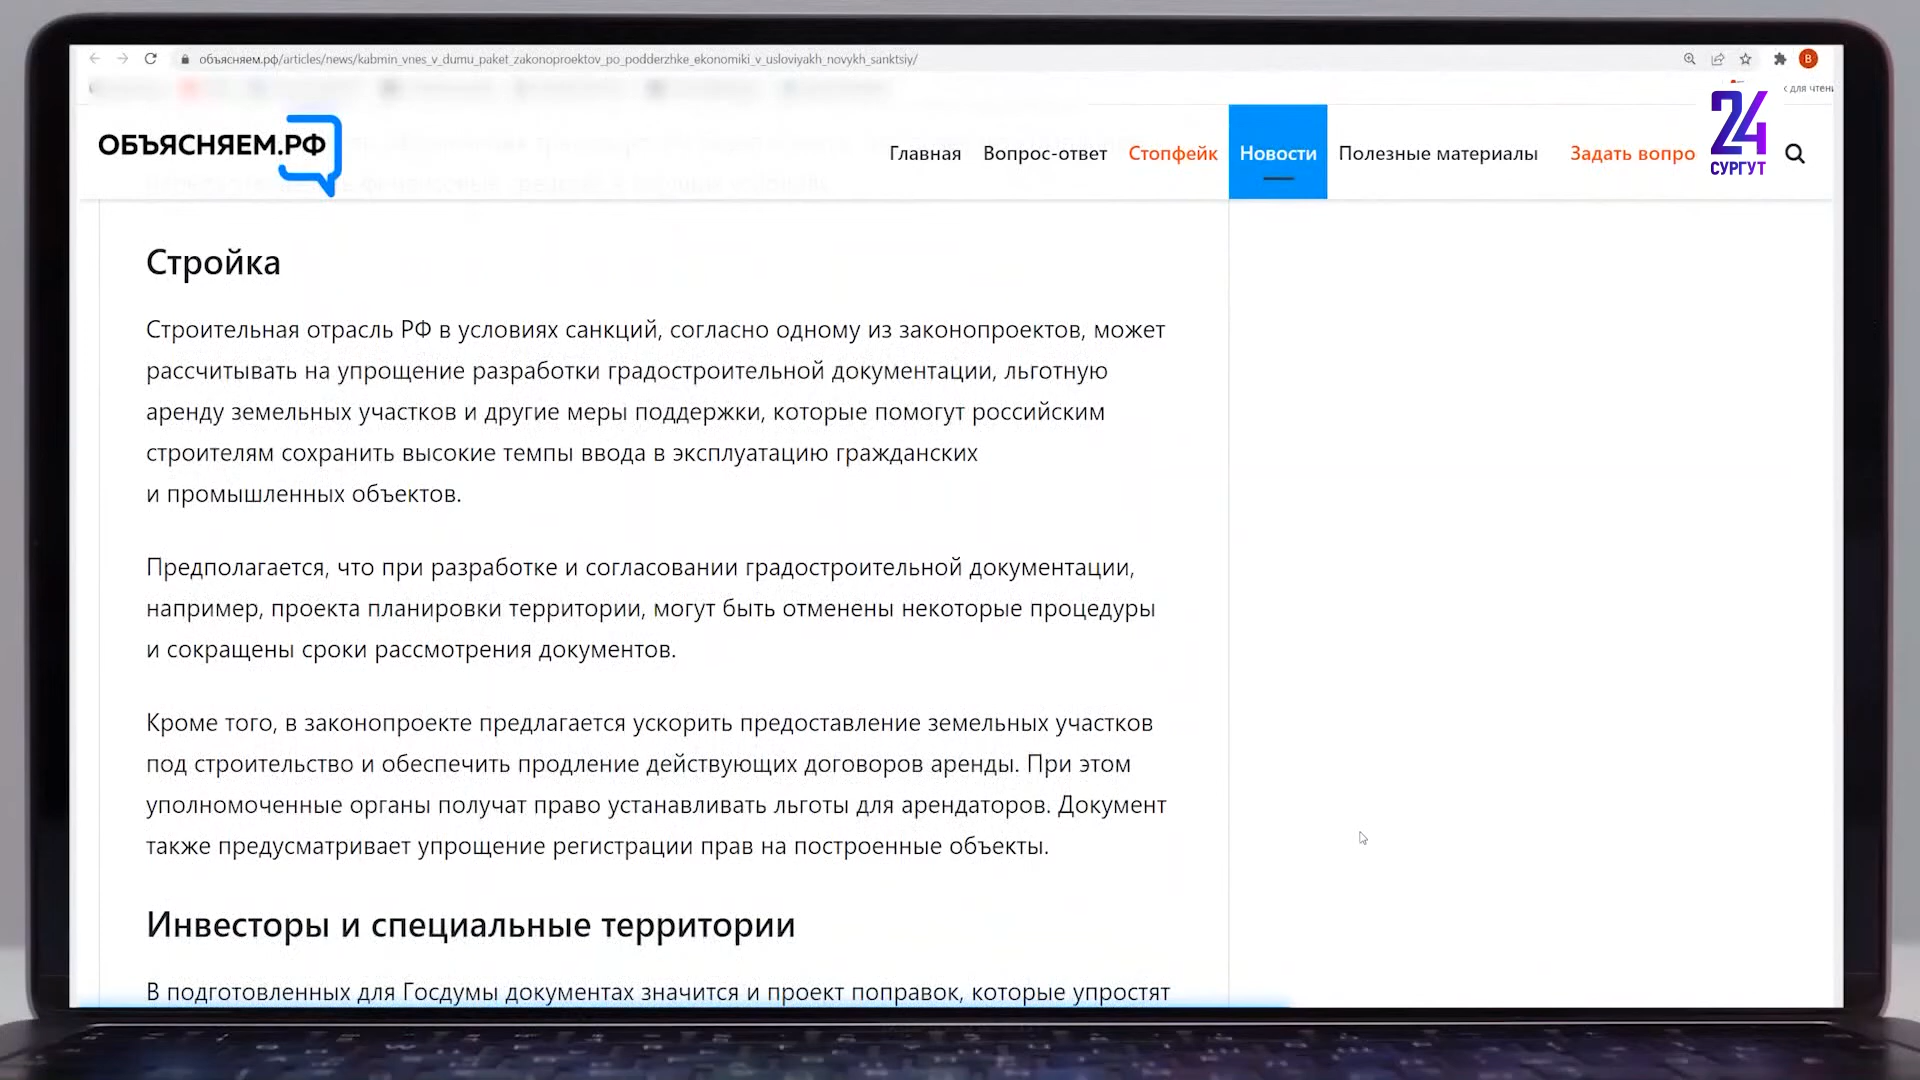 объясняем.рф/articles/news/kabmin_vnes_v_dumu_paket_zakonoproektov_po_podderzhke_ekonomiki_v_usloviyakh_novykh_sanktsiy/
В
для чтени
ОБЪЯСНЯЕМ.РФ
Главная Вопрос-ответ Стопфейк Новости Полезные материалы Задать вопро
24
СУРГУТ
Стройка
Строительная отрасль РФ в условиях санкций, согласно одному из законопроектов, может
рассчитывать на упрощение разработки градостроительной документации, льготную
аренду земельных участков и другие меры поддержки, которые помогут российским
строителям сохранить высокие темпы ввода в эксплуатацию гражданских
и промышленных объектов.
Предполагается, что при разработке и согласовании градостроительной документации,
например, проекта планировки территории, могут быть отменены некоторые процедуры
и сокращены сроки рассмотрения документов.
Кроме того, в законопроекте предлагается ускорить предоставление земельных участков
под строительство и обеспечить продление действующих договоров аренды. При этом
уполномоченные органы получат право устанавливать льготы для арендаторов. Документ
также предусматривает упрощение регистрации прав на построенные объекты.
Инвесторы и специальные территории
В подготовленных для Госдумы документах значится и проект поправок, которые упростят